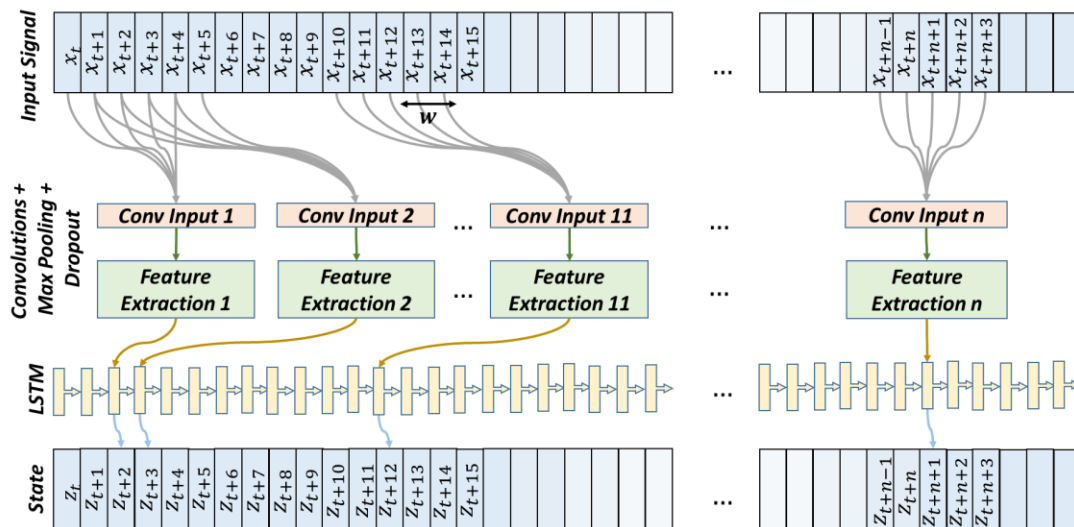 Input Signal
x_t
x_{t+1}
x_{t+2}
x_{t+3}
x_{t+4}
x_{t+5}
x_{t+6}
x_{t+7}
x_{t+8}
x_{t+9}
x_{t+10}
x_{t+11}
x_{t+12}
x_{t+13}
x_{t+14}
x_{t+15}
...
x_{t+n−1}
x_{t+n}
x_{t+n+1}
x_{t+n+2}
x_{t+n+3}
w
Convolutions +
Max Pooling +
Dropout
Conv Input 1
Conv Input 2
...
Conv Input 11
...
Conv Input n
Feature
Extraction 1
Feature
Extraction 2
...
Feature
Extraction 11
...
Feature
Extraction n
LSTM
...
State
z_t
z_{t+1}
z_{t+2}
z_{t+3}
z_{t+4}
z_{t+5}
z_{t+6}
z_{t+7}
z_{t+8}
z_{t+9}
z_{t+10}
z_{t+11}
z_{t+12}
z_{t+13}
z_{t+14}
z_{t+15}
...
z_{t+n−1}
z_{t+n}
z_{t+n+1}
z_{t+n+2}
z_{t+n+3}